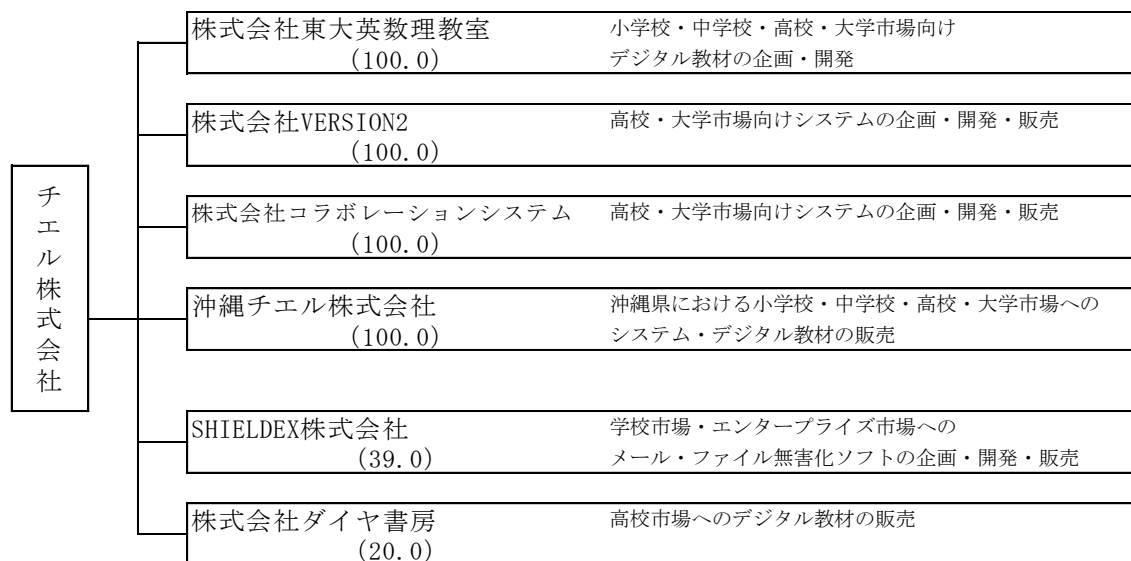 チエル株式会社
株式会社東大英数理教室
(100.0)
小学校・中学校・高校・大学市場向け
デジタル教材の企画・開発
株式会社VERSION2
(100.0)
高校・大学市場向けシステムの企画・開発・販売
株式会社コラボレーションシステム
(100.0)
高校・大学市場向けシステムの企画・開発・販売
沖縄チエル株式会社
(100.0)
沖縄県における小学校・中学校・高校・大学市場への
システム・デジタル教材の販売
SHIELDEX株式会社
(39.0)
学校市場・エンタープライズ市場への
メール・ファイル無害化ソフトの企画・開発・販売
株式会社ダイヤ書房
(20.0)
高校市場へのデジタル教材の販売